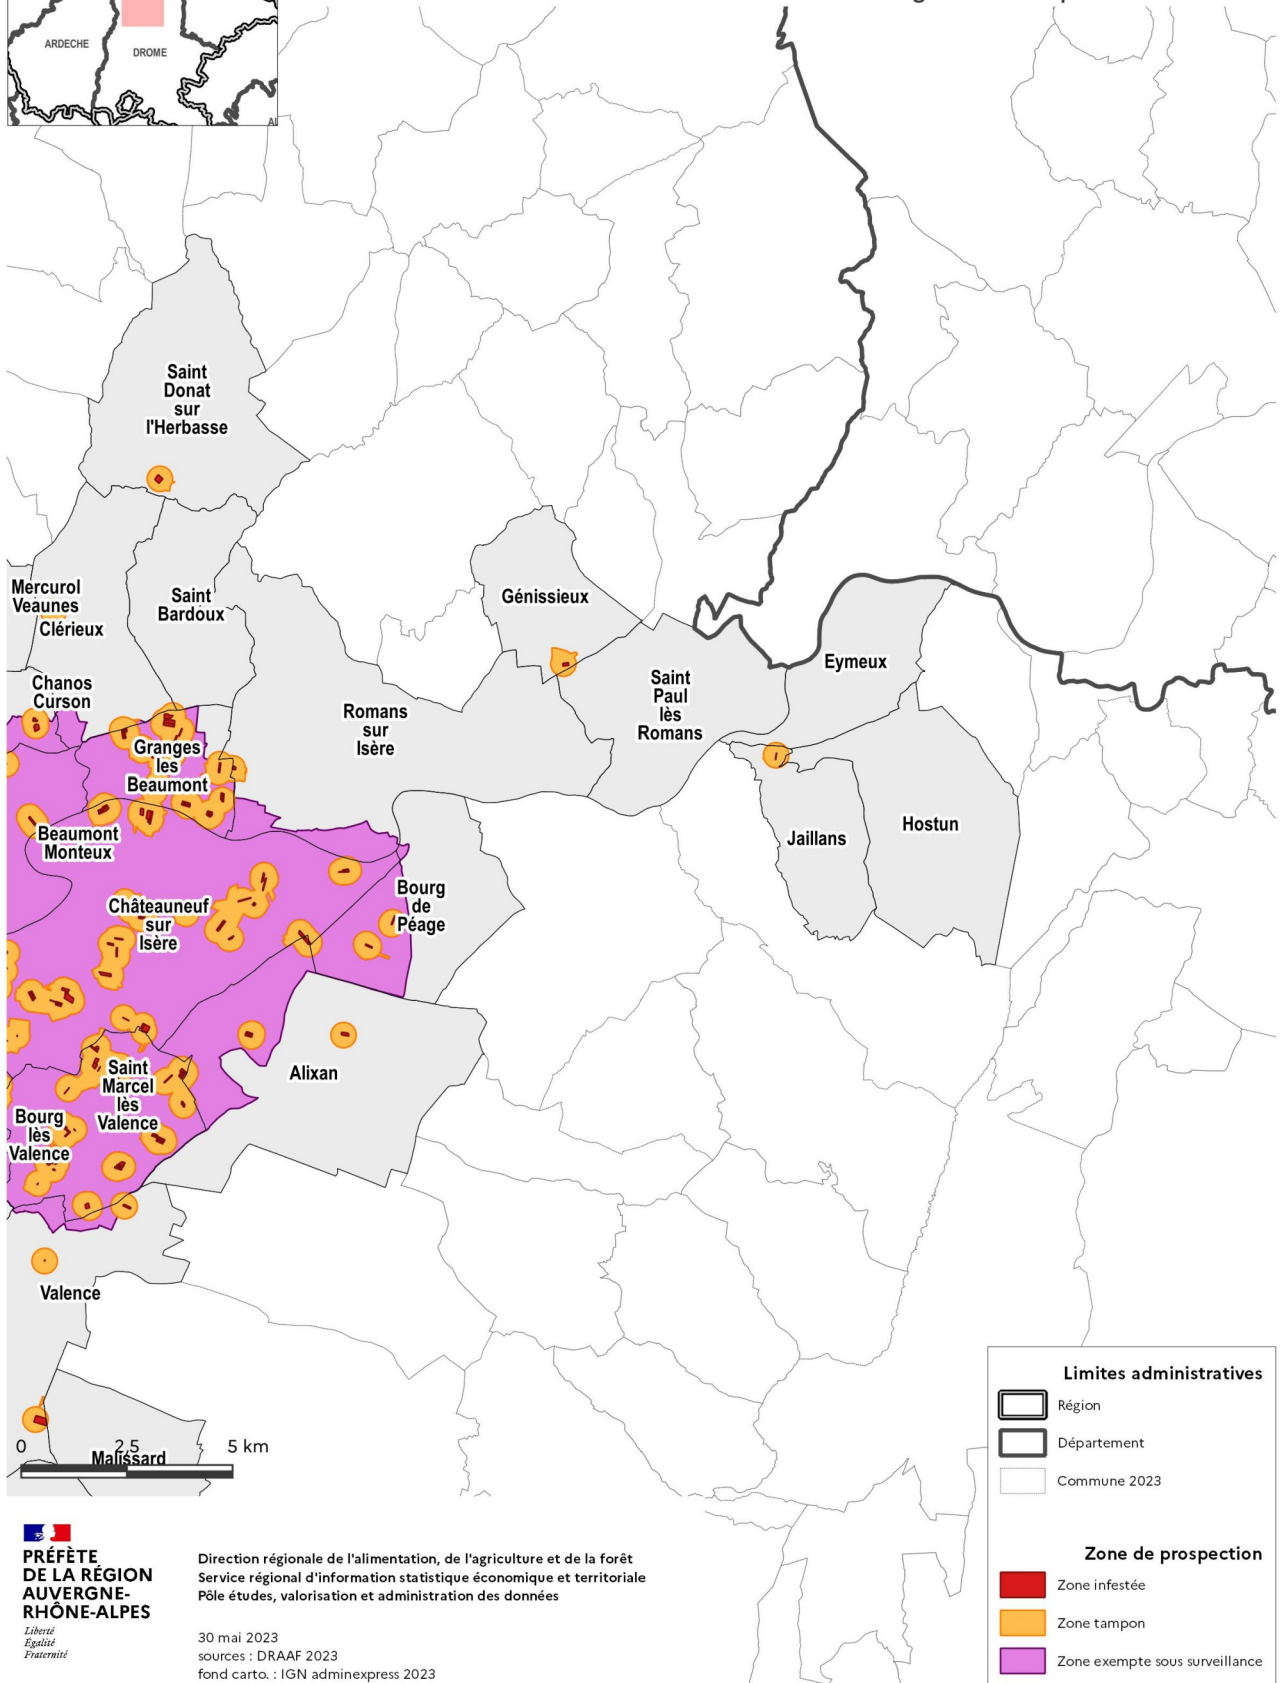 ARDECHE
DROME
Saint
Donat
sur
l'Herbasse
Mercurol
Veaunes
Clérieux
Saint
Bardoux
Génissieux
Chanos
Curson
Saint
Paul
lès
Romans
Eymeux
Romans
sur
Isère
Granges
les
Beaumont
Beaumont
Monteux
Jaillans
Hostun
Châteauneuf
sur
Isère
Bourg
de
Péage
Alixan
Saint
Marcel
lès
Valence
Bourg
lès
Valence
Valence
Malissard
0 2,5 5 km
Limites administratives
Région
Département
Commune 2023
Zone de prospection
Zone infestée
Zone tampon
Zone exempte sous surveillance
PRÉFÈTE
DE LA RÉGION
AUVERGNE-
RHÔNE-ALPES
Liberté
Égalité
Fraternité
Direction régionale de l'alimentation, de l'agriculture et de la forêt
Service régional d'information statistique économique et territoriale
Pôle études, valorisation et administration des données
30 mai 2023
sources : DRAAF 2023
fond carto. : IGN adminexpress 2023